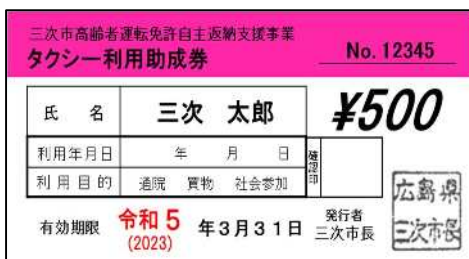 三次市高齢者運転免許自主返納支援事業
タクシー利用助成券
No. 12345
氏 名 三次 太郎
¥500
利用年月日 年 月 日
確認印
利用目的 通院 買物 社会参加
有効期限 令和5(2023)年3月31日
発行者
三次市長
広島県
三次市長